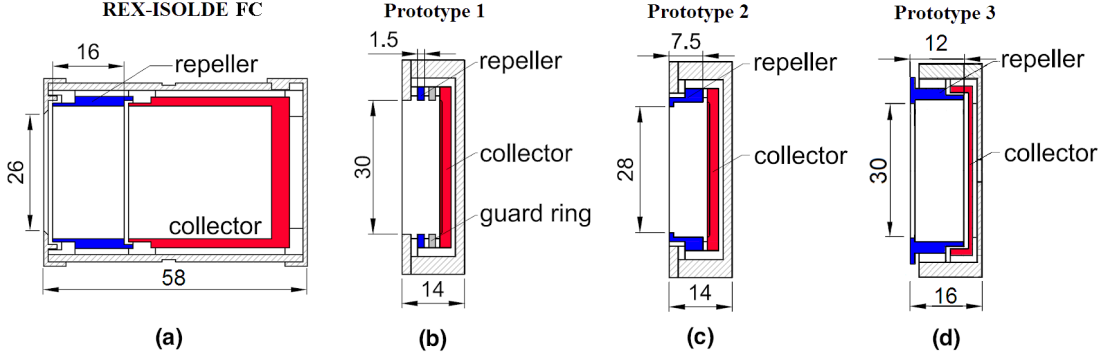 REX-ISOLDE FC
16
repeller
26
collector
58
(a)
Prototype 1
1.5
repeller
30
collector
guard ring
14
(b)
Prototype 2
7.5
repeller
28
collector
14
(c)
Prototype 3
12
repeller
30
collector
16
(d)